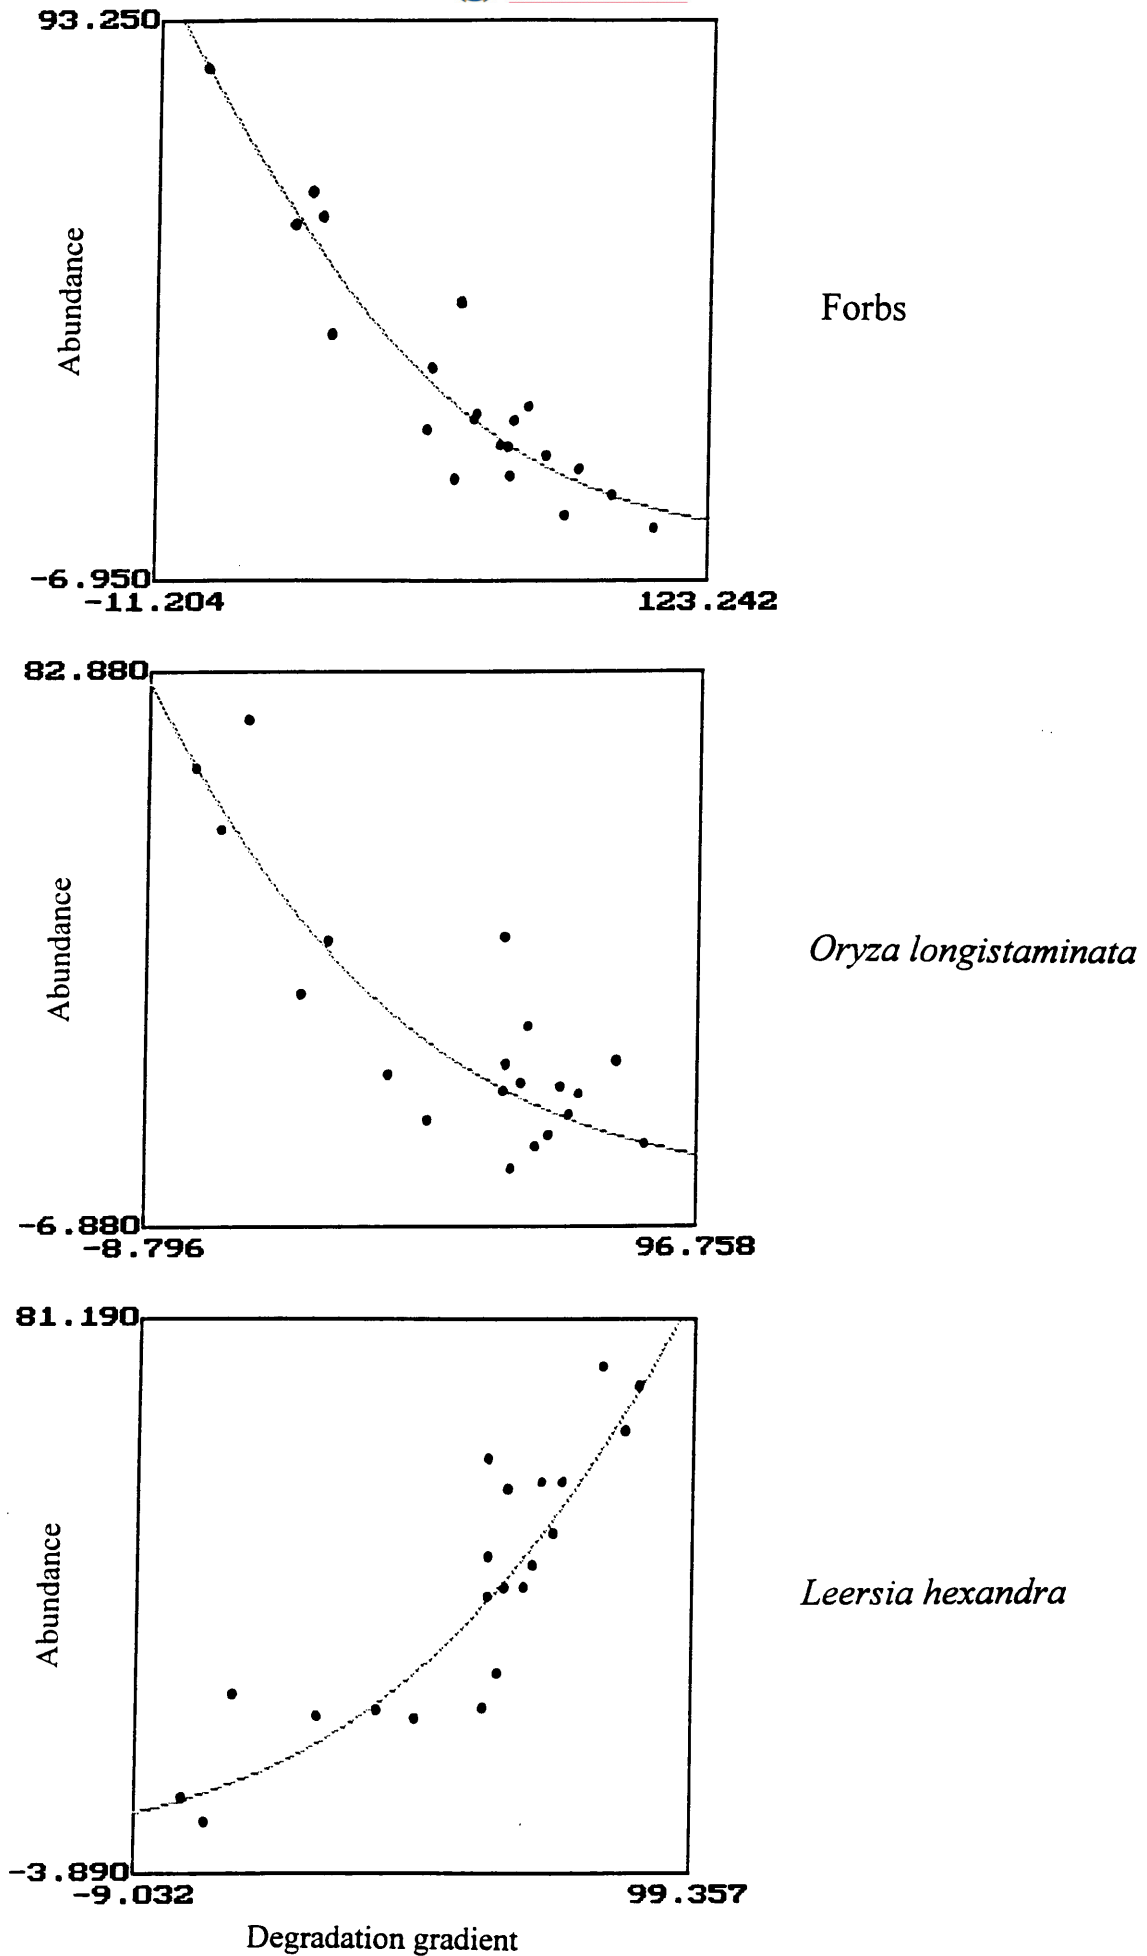 93.250
Abundance
Forbs
-6.950
-11.204
123.242
82.880
Abundance
Oryza longistaminata
-6.880
-8.796
96.758
81.190
Abundance
Leersia hexandra
-3.890
-9.032
99.357
Degradation gradient